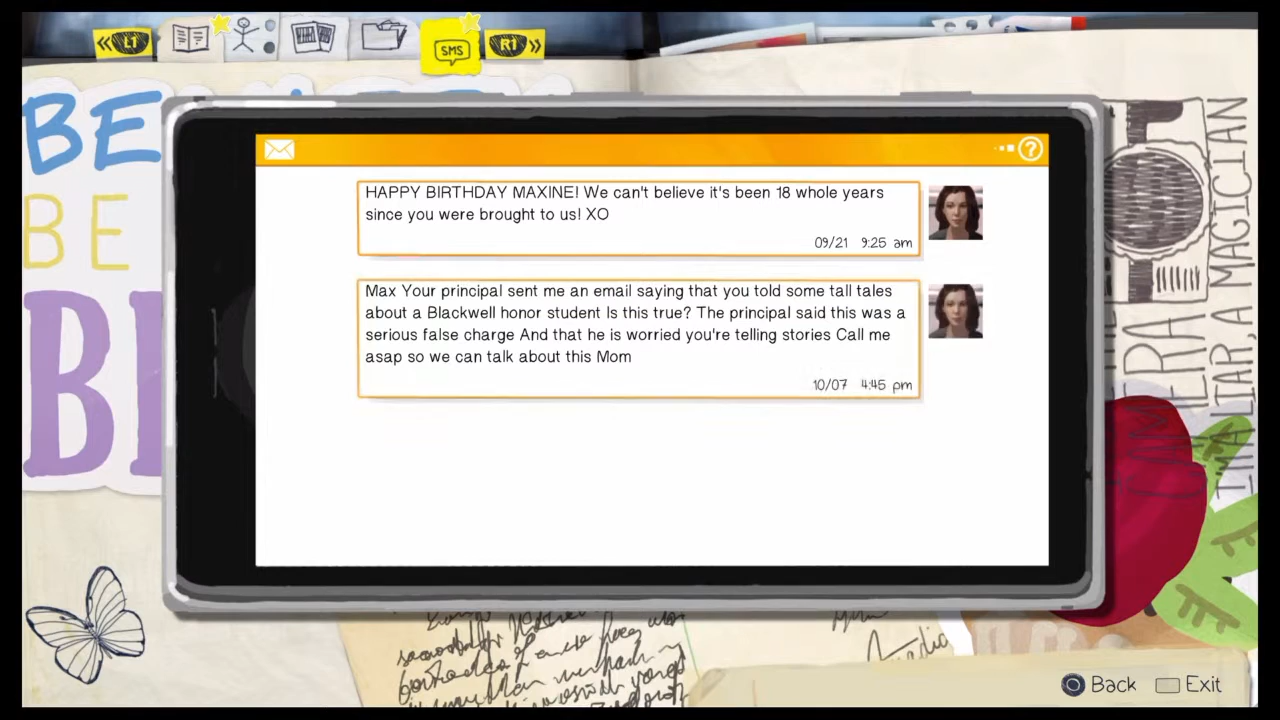 L1
SMS
R1
BE
BE
HAPPY BIRTHDAY MAXINE! We can't believe it's been 18 whole years
since you were brought to us! XO
09/21 9:25 am
Max Your principal sent me an email saying that you told some tall tales
about a Blackwell honor student Is this true? The principal said this was a
serious false charge And that he is worried you're telling stories Call me
asap so we can talk about this Mom
10/07 4:45 pm
I'M A LIAR, A MAGICIAN
Back
Exit